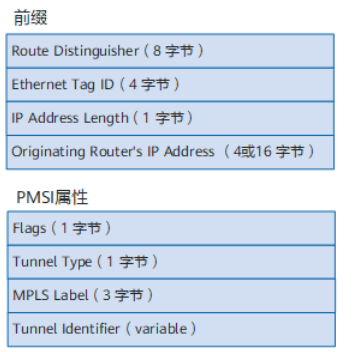 前缀
Route Distinguisher（8 字节）
Ethernet Tag ID（4 字节）
IP Address Length（1 字节）
Originating Router's IP Address （4或16 字节）
PMSI属性
Flags（1 字节）
Tunnel Type（1 字节）
MPLS Label（3 字节）
Tunnel Identifier（variable）